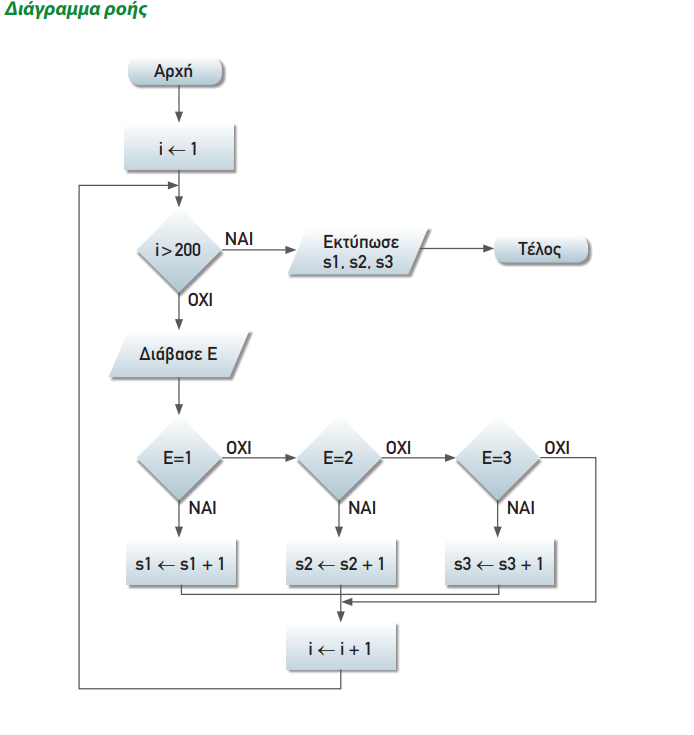 Διάγραμμα ροής
Αρχή
i ← 1
i > 200
ΝΑΙ
Εκτύπωσε
s1, s2, s3
Τέλος
ΟΧΙ
Διάβασε Ε
Ε=1
ΟΧΙ
Ε=2
ΟΧΙ
Ε=3
ΟΧΙ
ΝΑΙ
ΝΑΙ
ΝΑΙ
s1 ← s1 + 1
s2 ← s2 + 1
s3 ← s3 + 1
i ← i + 1